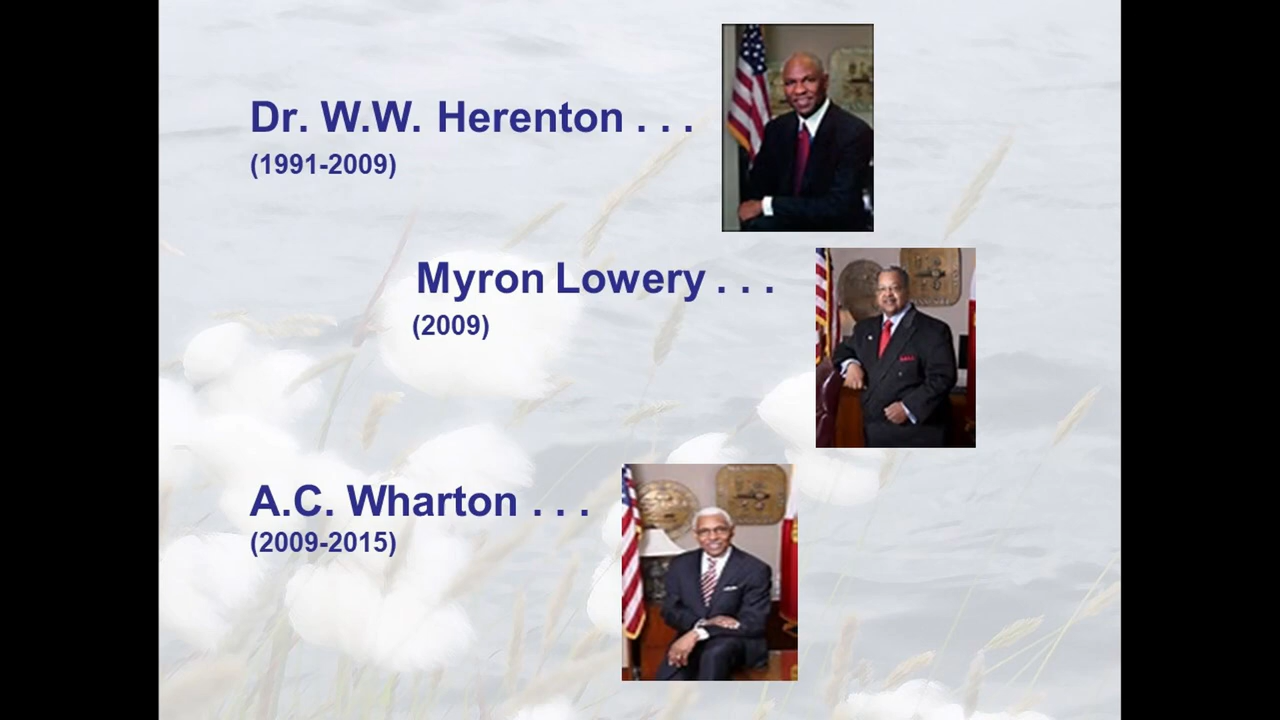 Dr. W.W. Herenton . . .
(1991-2009)
Myron Lowery . . .
(2009)
A.C. Wharton . . .
(2009-2015)